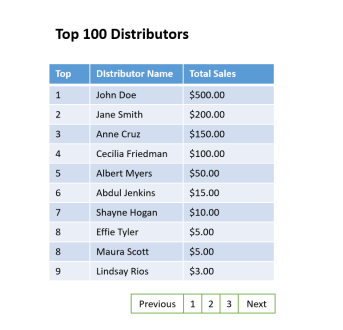 Top 100 Distributors
Top Distributor Name Total Sales
1 John Doe $500.00
2 Jane Smith $200.00
3 Anne Cruz $150.00
4 Cecilia Friedman $100.00
5 Albert Myers $50.00
6 Abdul Jenkins $15.00
7 Shayne Hogan $10.00
8 Effie Tyler $5.00
8 Maura Scott $5.00
9 Lindsay Rios $3.00
Previous 1 2 3 Next